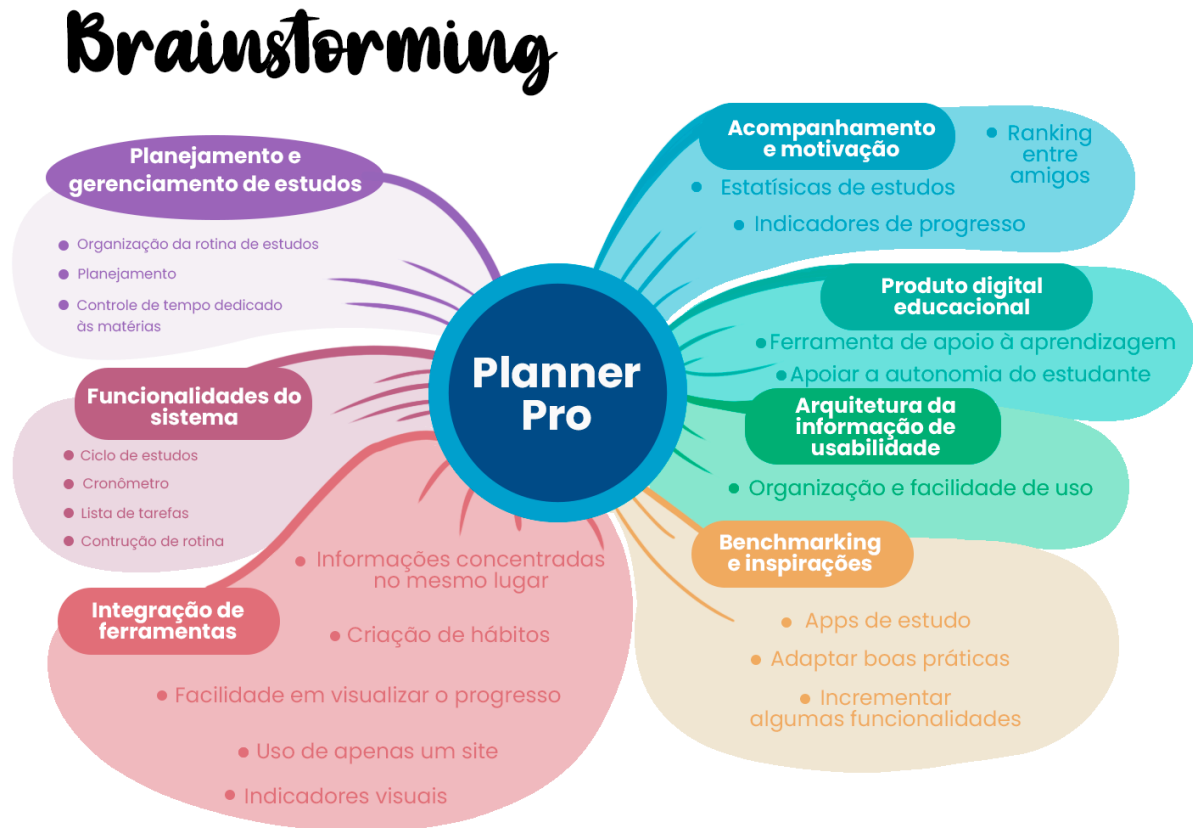 Brainstorming
Planejamento e
gerenciamento de estudos
Organização da rotina de estudos
Planejamento
Controle de tempo dedicado
às matérias
Funcionalidades do
sistema
Ciclo de estudos
Cronômetro
Lista de tarefas
Contrução de rotina
Integração de
ferramentas
Informações concentradas
no mesmo lugar
Criação de hábitos
Facilidade em visualizar o progresso
Uso de apenas um site
Indicadores visuais
Planner
Pro
Acompanhamento
e motivação
Ranking
entre
amigos
Estatísicas de estudos
Indicadores de progresso
Produto digital
educacional
Ferramenta de apoio à aprendizagem
Apoiar a autonomia do estudante
Arquitetura da
informação de
usabilidade
Organização e facilidade de uso
Benchmarking
e inspirações
Apps de estudo
Adaptar boas práticas
Incrementar
algumas funcionalidades